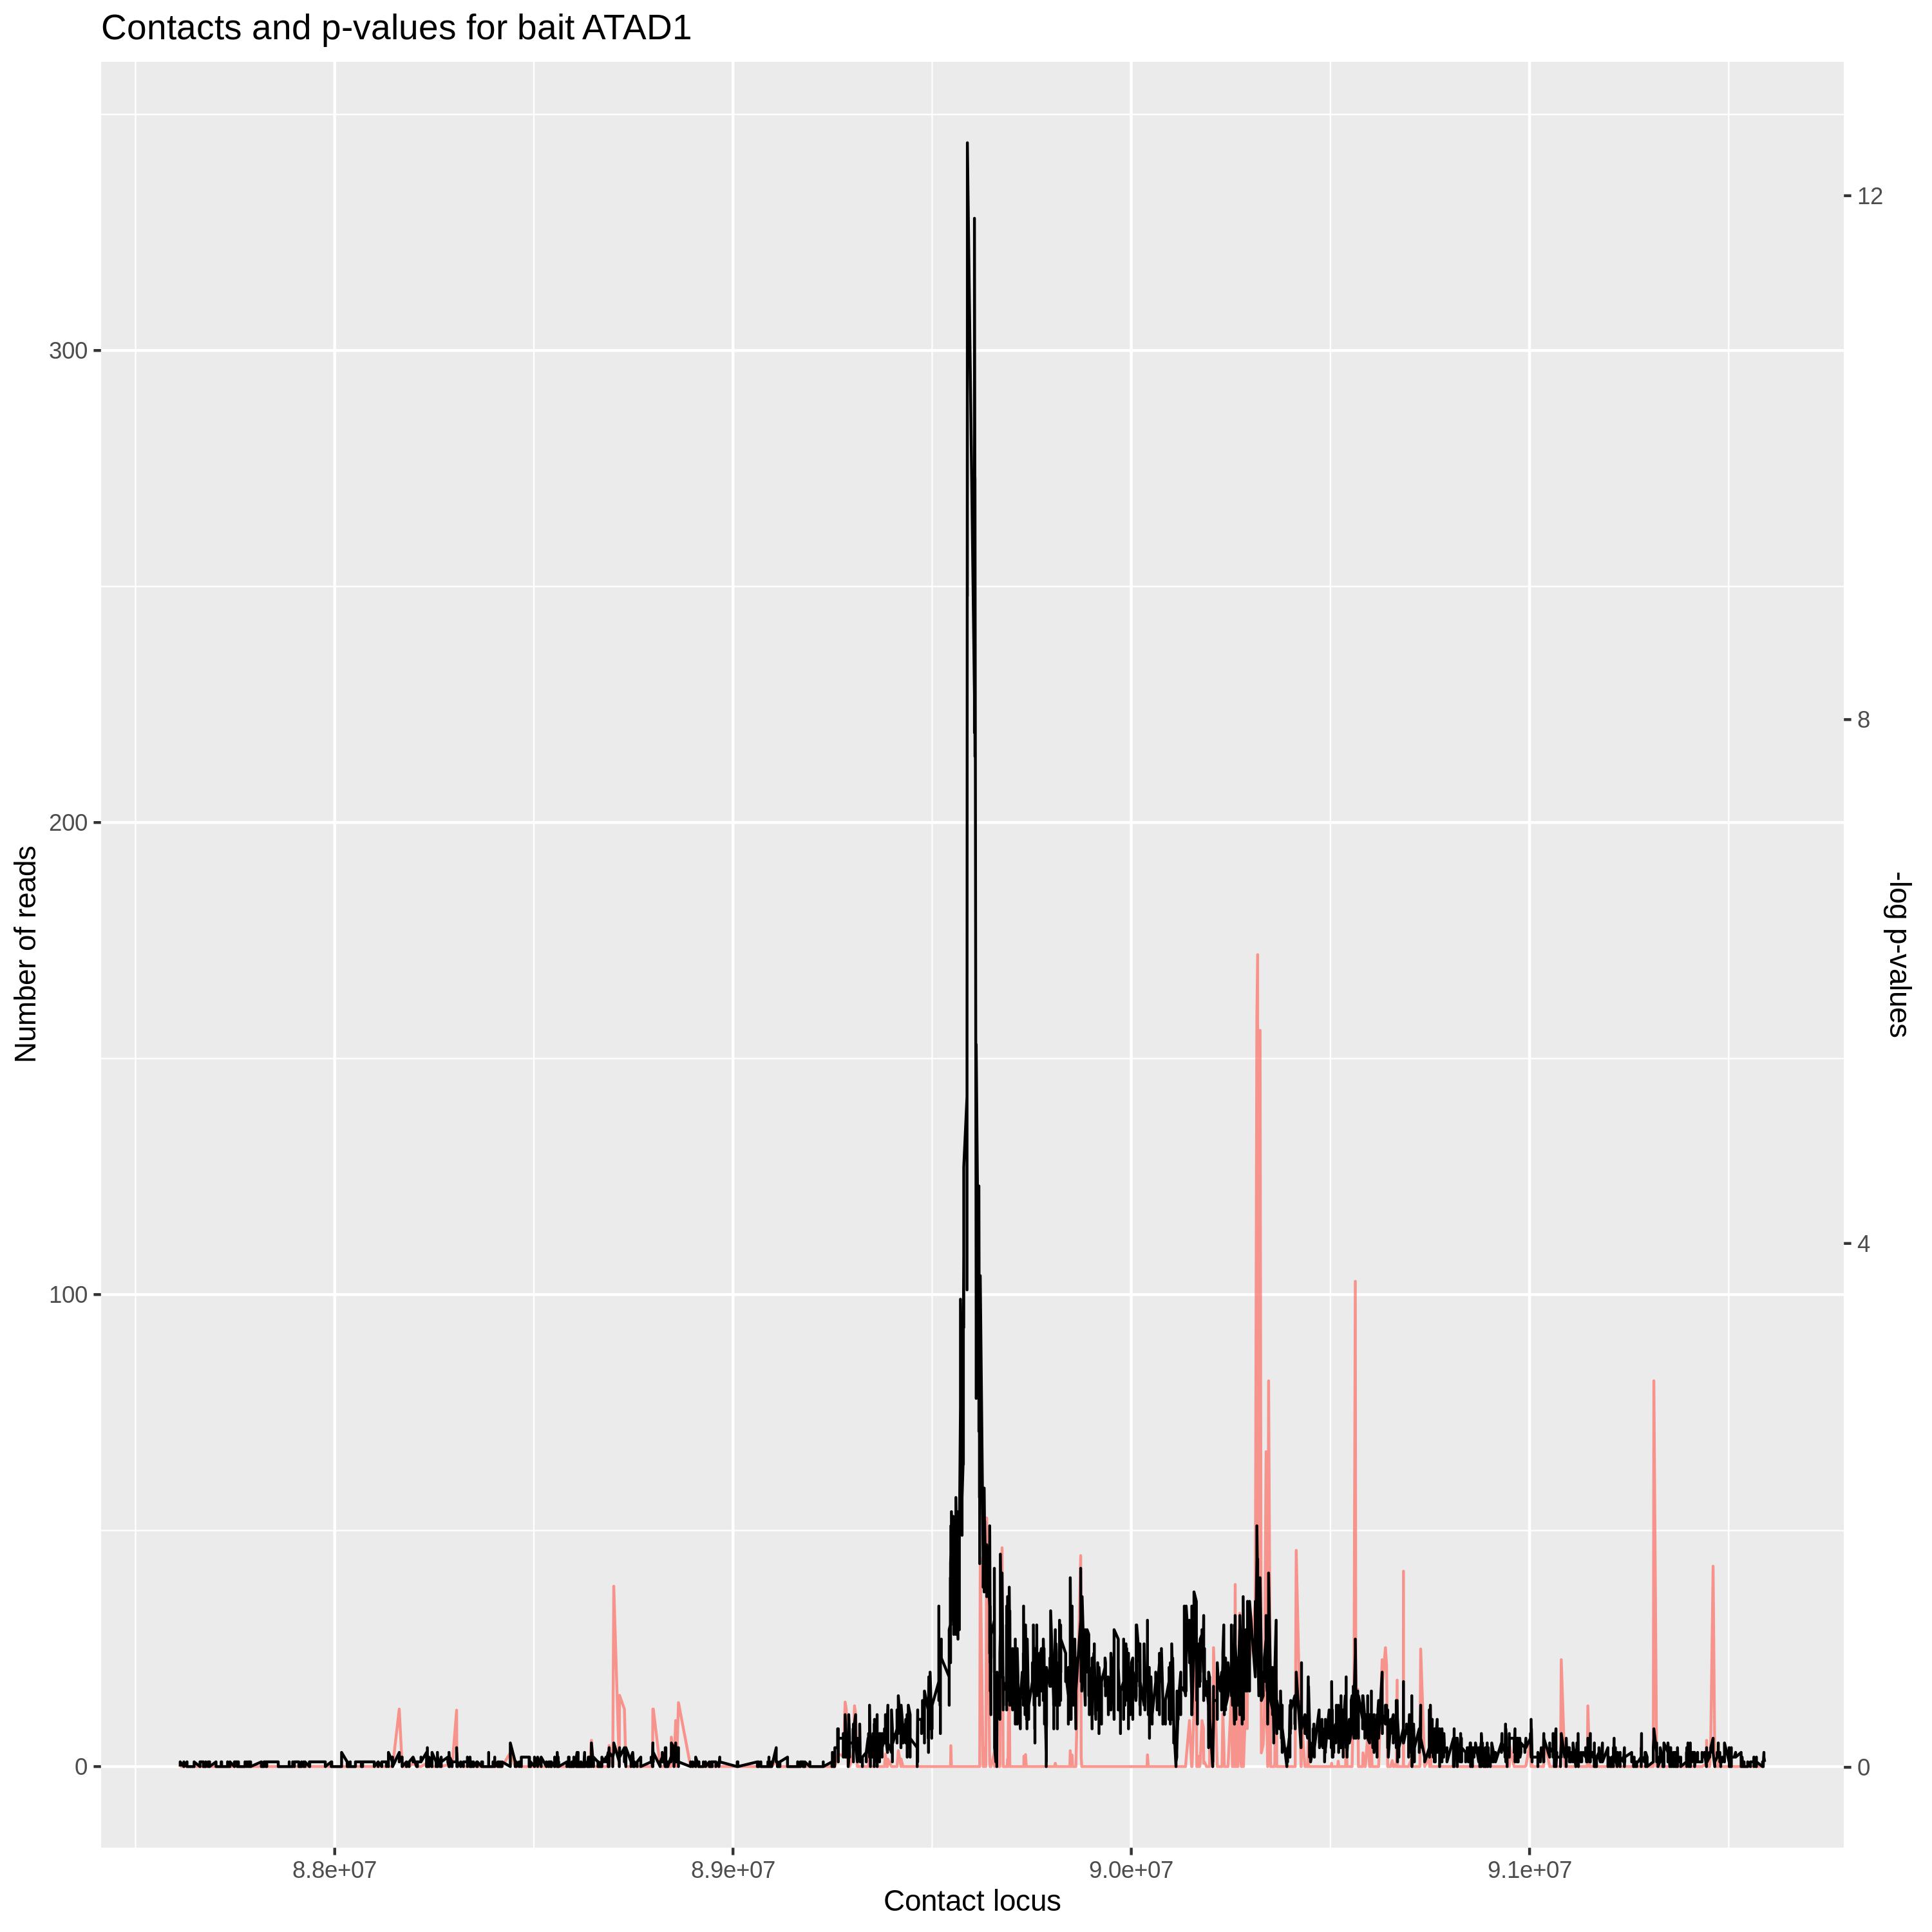 Contacts and p-values for bait ATAD1
300
200
100
0
Number of reads
12
8
4
0
-log p-values
8.8e+07
8.9e+07
9.0e+07
9.1e+07
Contact locus